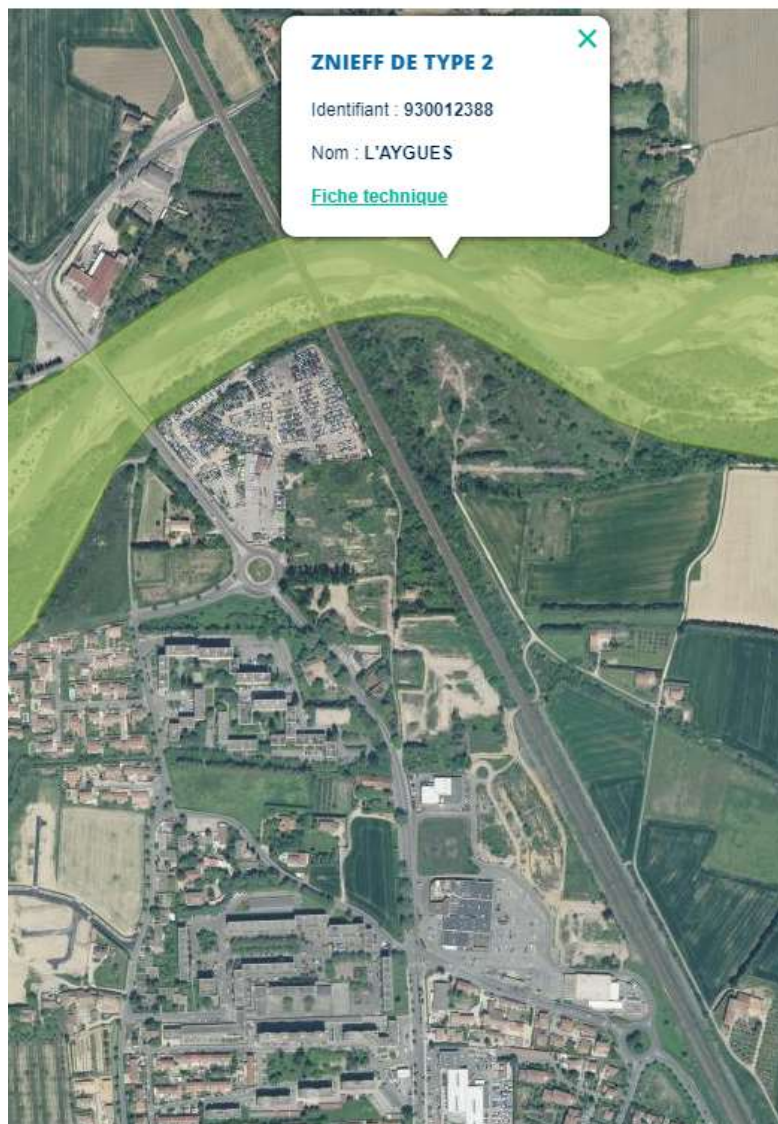 ZNIEFF DE TYPE 2
Identifiant : 930012388
Nom : L'AYGUES
Fiche technique